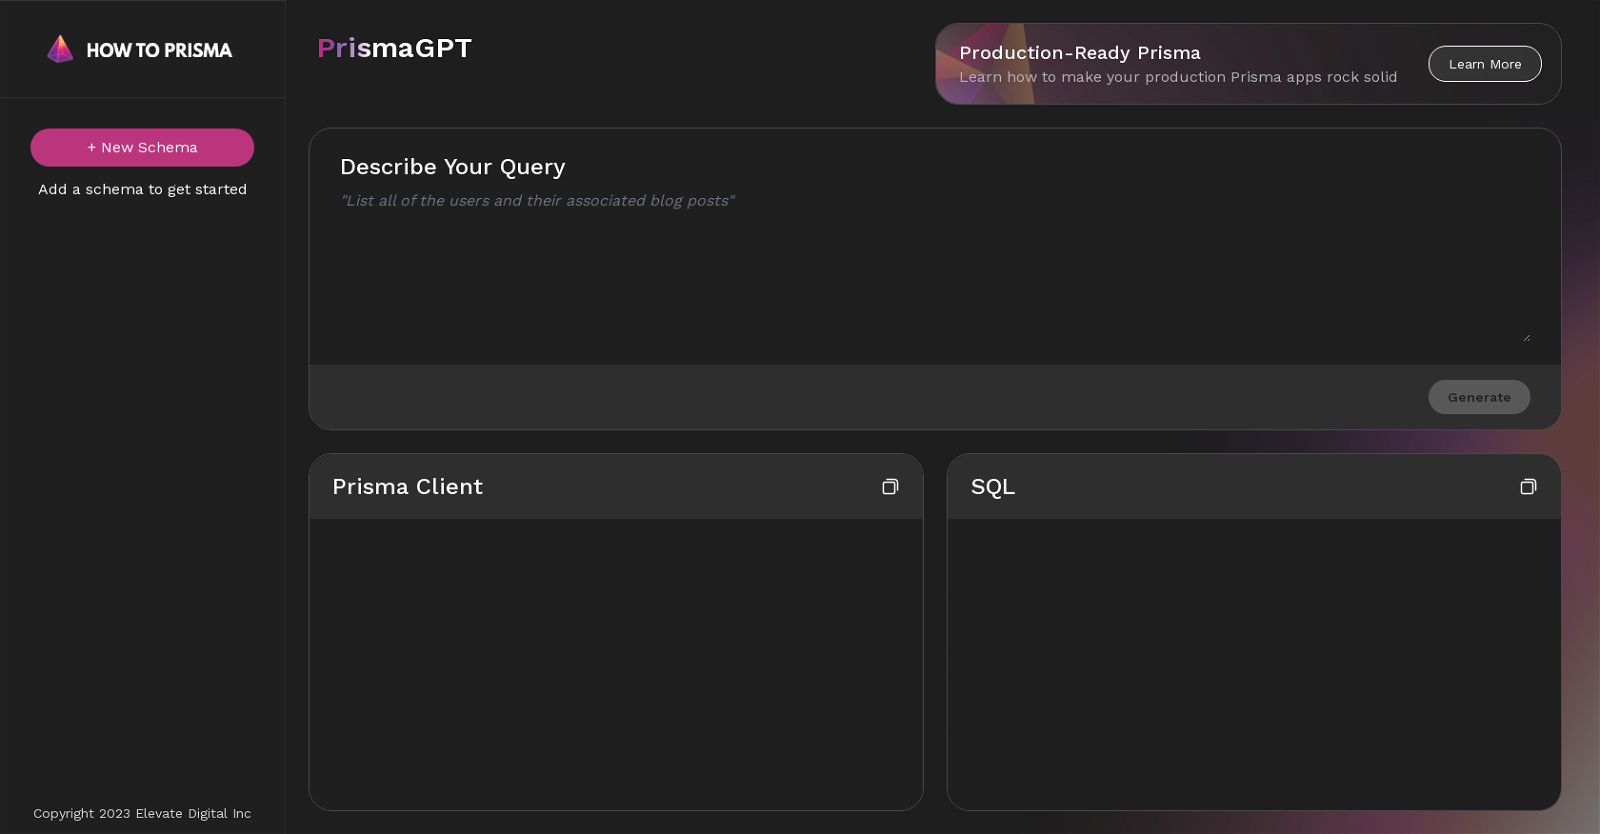 HOW TO PRISMA
+ New Schema
Add a schema to get started
Copyright 2023 Elevate Digital Inc
PrismaGPT
Production-Ready Prisma
Learn how to make your production Prisma apps rock solid
Learn More
Describe Your Query
"List all of the users and their associated blog posts"
Generate
Prisma Client
SQL